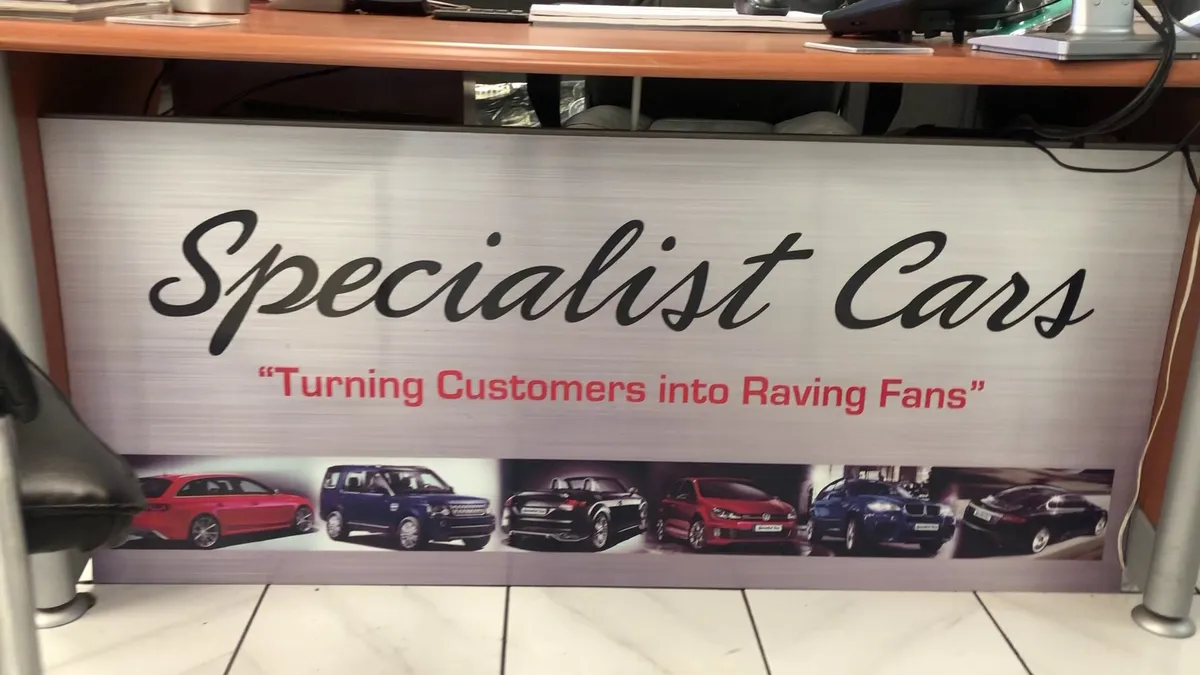 Specialist Cars
“Turning Customers into Raving Fans”